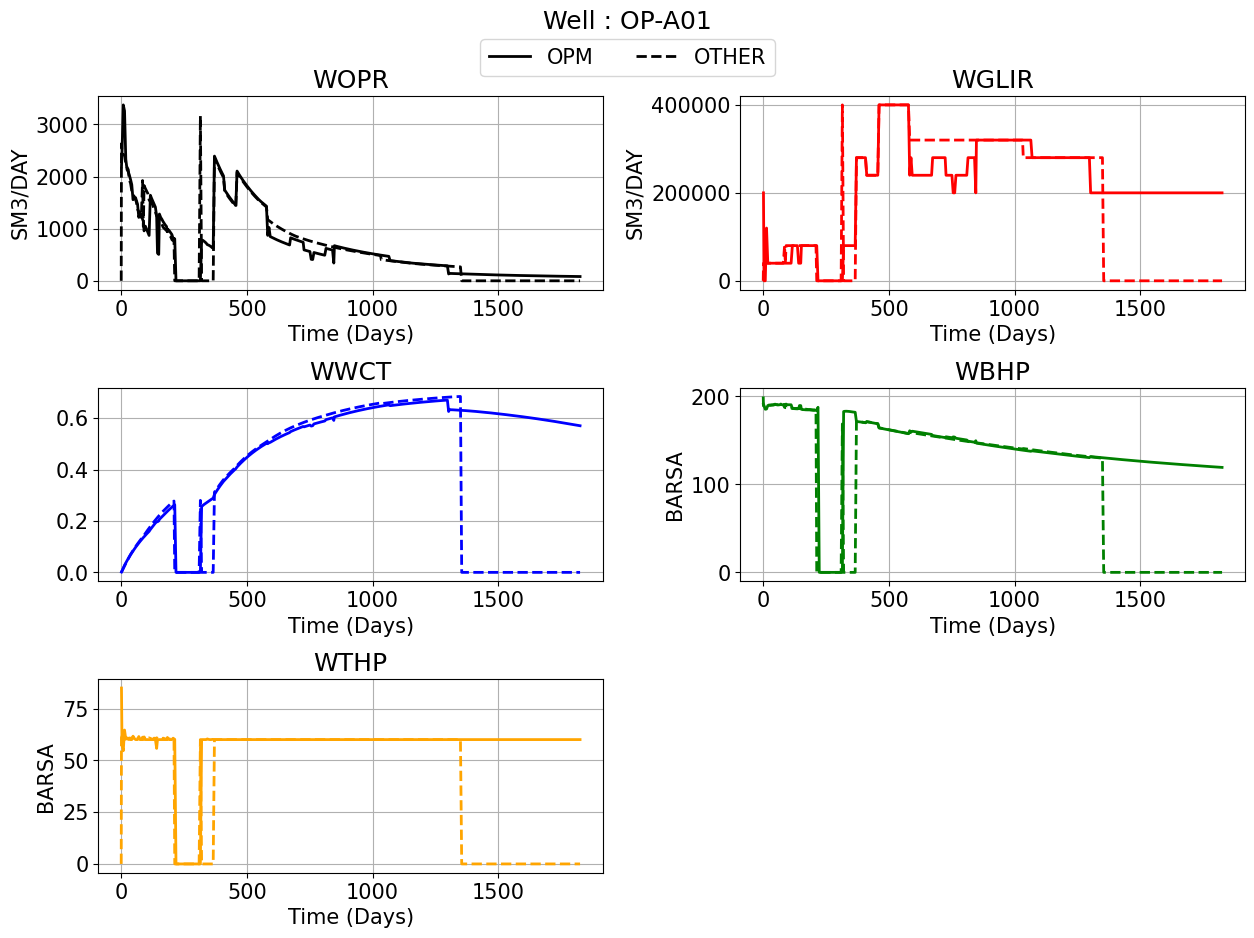 Well : OP-A01
OPM OTHER
WOPR
SM3/DAY
3000
2000
1000
0
0 500 1000 1500
Time (Days)
WGLIR
SM3/DAY
400000
200000
0
0 500 1000 1500
Time (Days)
WWCT
0.6
0.4
0.2
0.0
0 500 1000 1500
Time (Days)
WBHP
BARSA
200
100
0
0 500 1000 1500
Time (Days)
WTHP
BARSA
75
50
25
0
0 500 1000 1500
Time (Days)